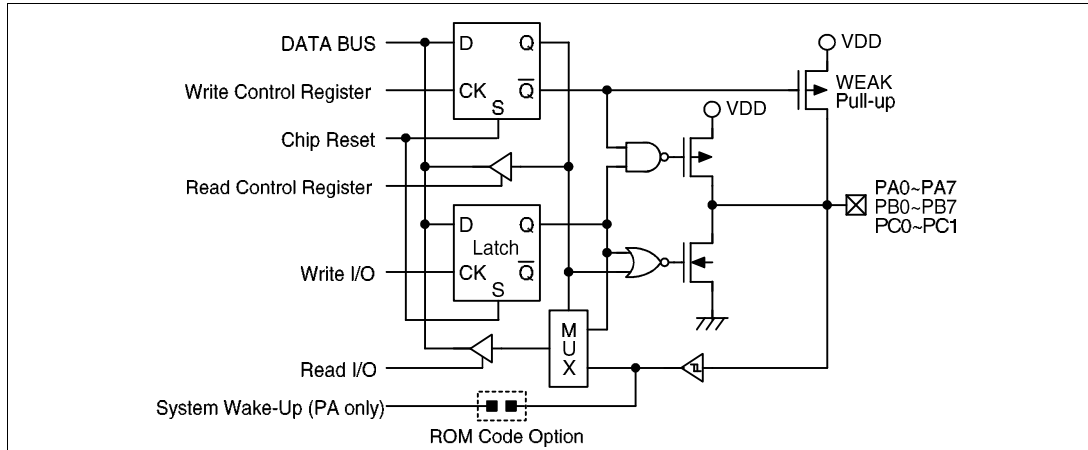 DATA BUS
Write Control Register
Chip Reset
Read Control Register
Write I/O
Read I/O
System Wake-Up (PA only)
D Q
CK Q
S
D Q
Latch
CK Q
S
M
U
X
ROM Code Option
VDD
WEAK
Pull-up
VDD
PA0~PA7
PB0~PB7
PC0~PC1